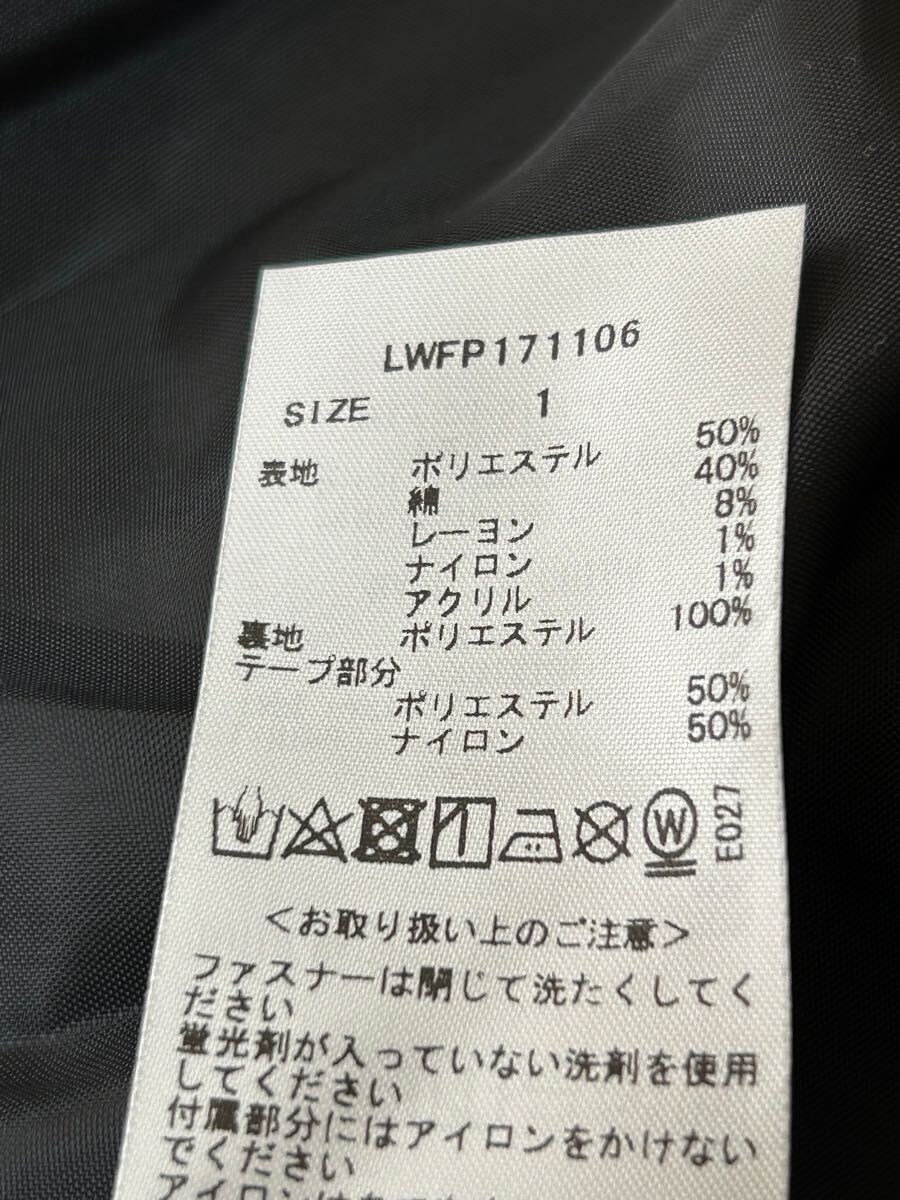 LWFP171106
SIZE 1
表地 ポリエステル 50%
綿 40%
レーヨン 8%
ナイロン 1%
アクリル 1%
裏地 ポリエステル 100%
テープ部分
ポリエステル 50%
ナイロン 50%
W E027
<お取り扱い上のご注意>
ファスナーは閉じて洗たくしてく
ださい
蛍光剤が入っていない洗剤を使用
してください
付属部分にはアイロンをかけない
でください
アイロンは